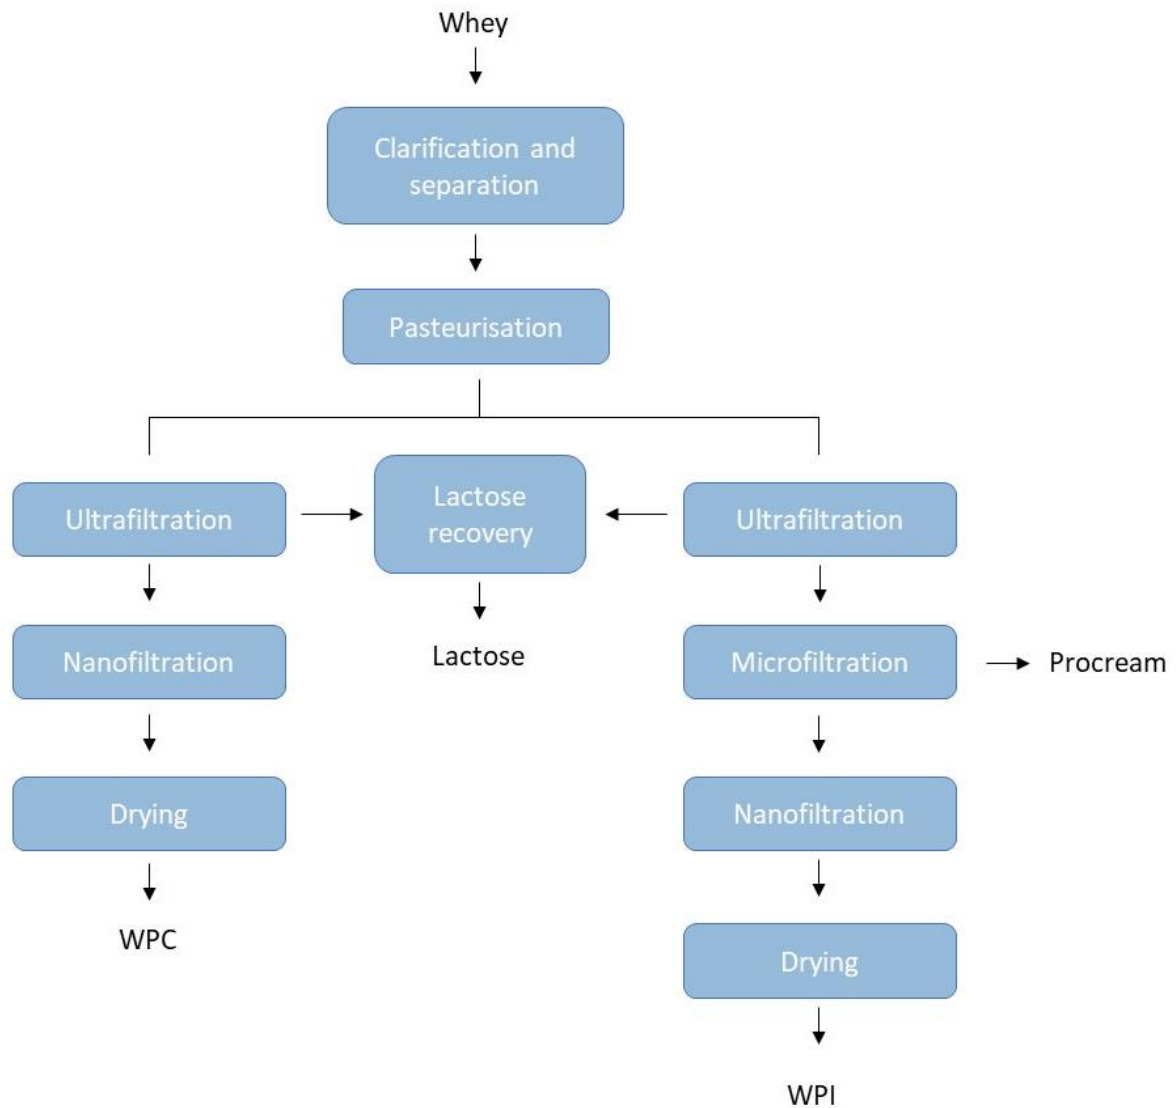 Whey
Clarification and
separation
Pasteurisation
Ultrafiltration
Lactose
recovery
Ultrafiltration
Nanofiltration
Lactose
Microfiltration
Procream
Drying
Nanofiltration
WPC
Drying
WPI